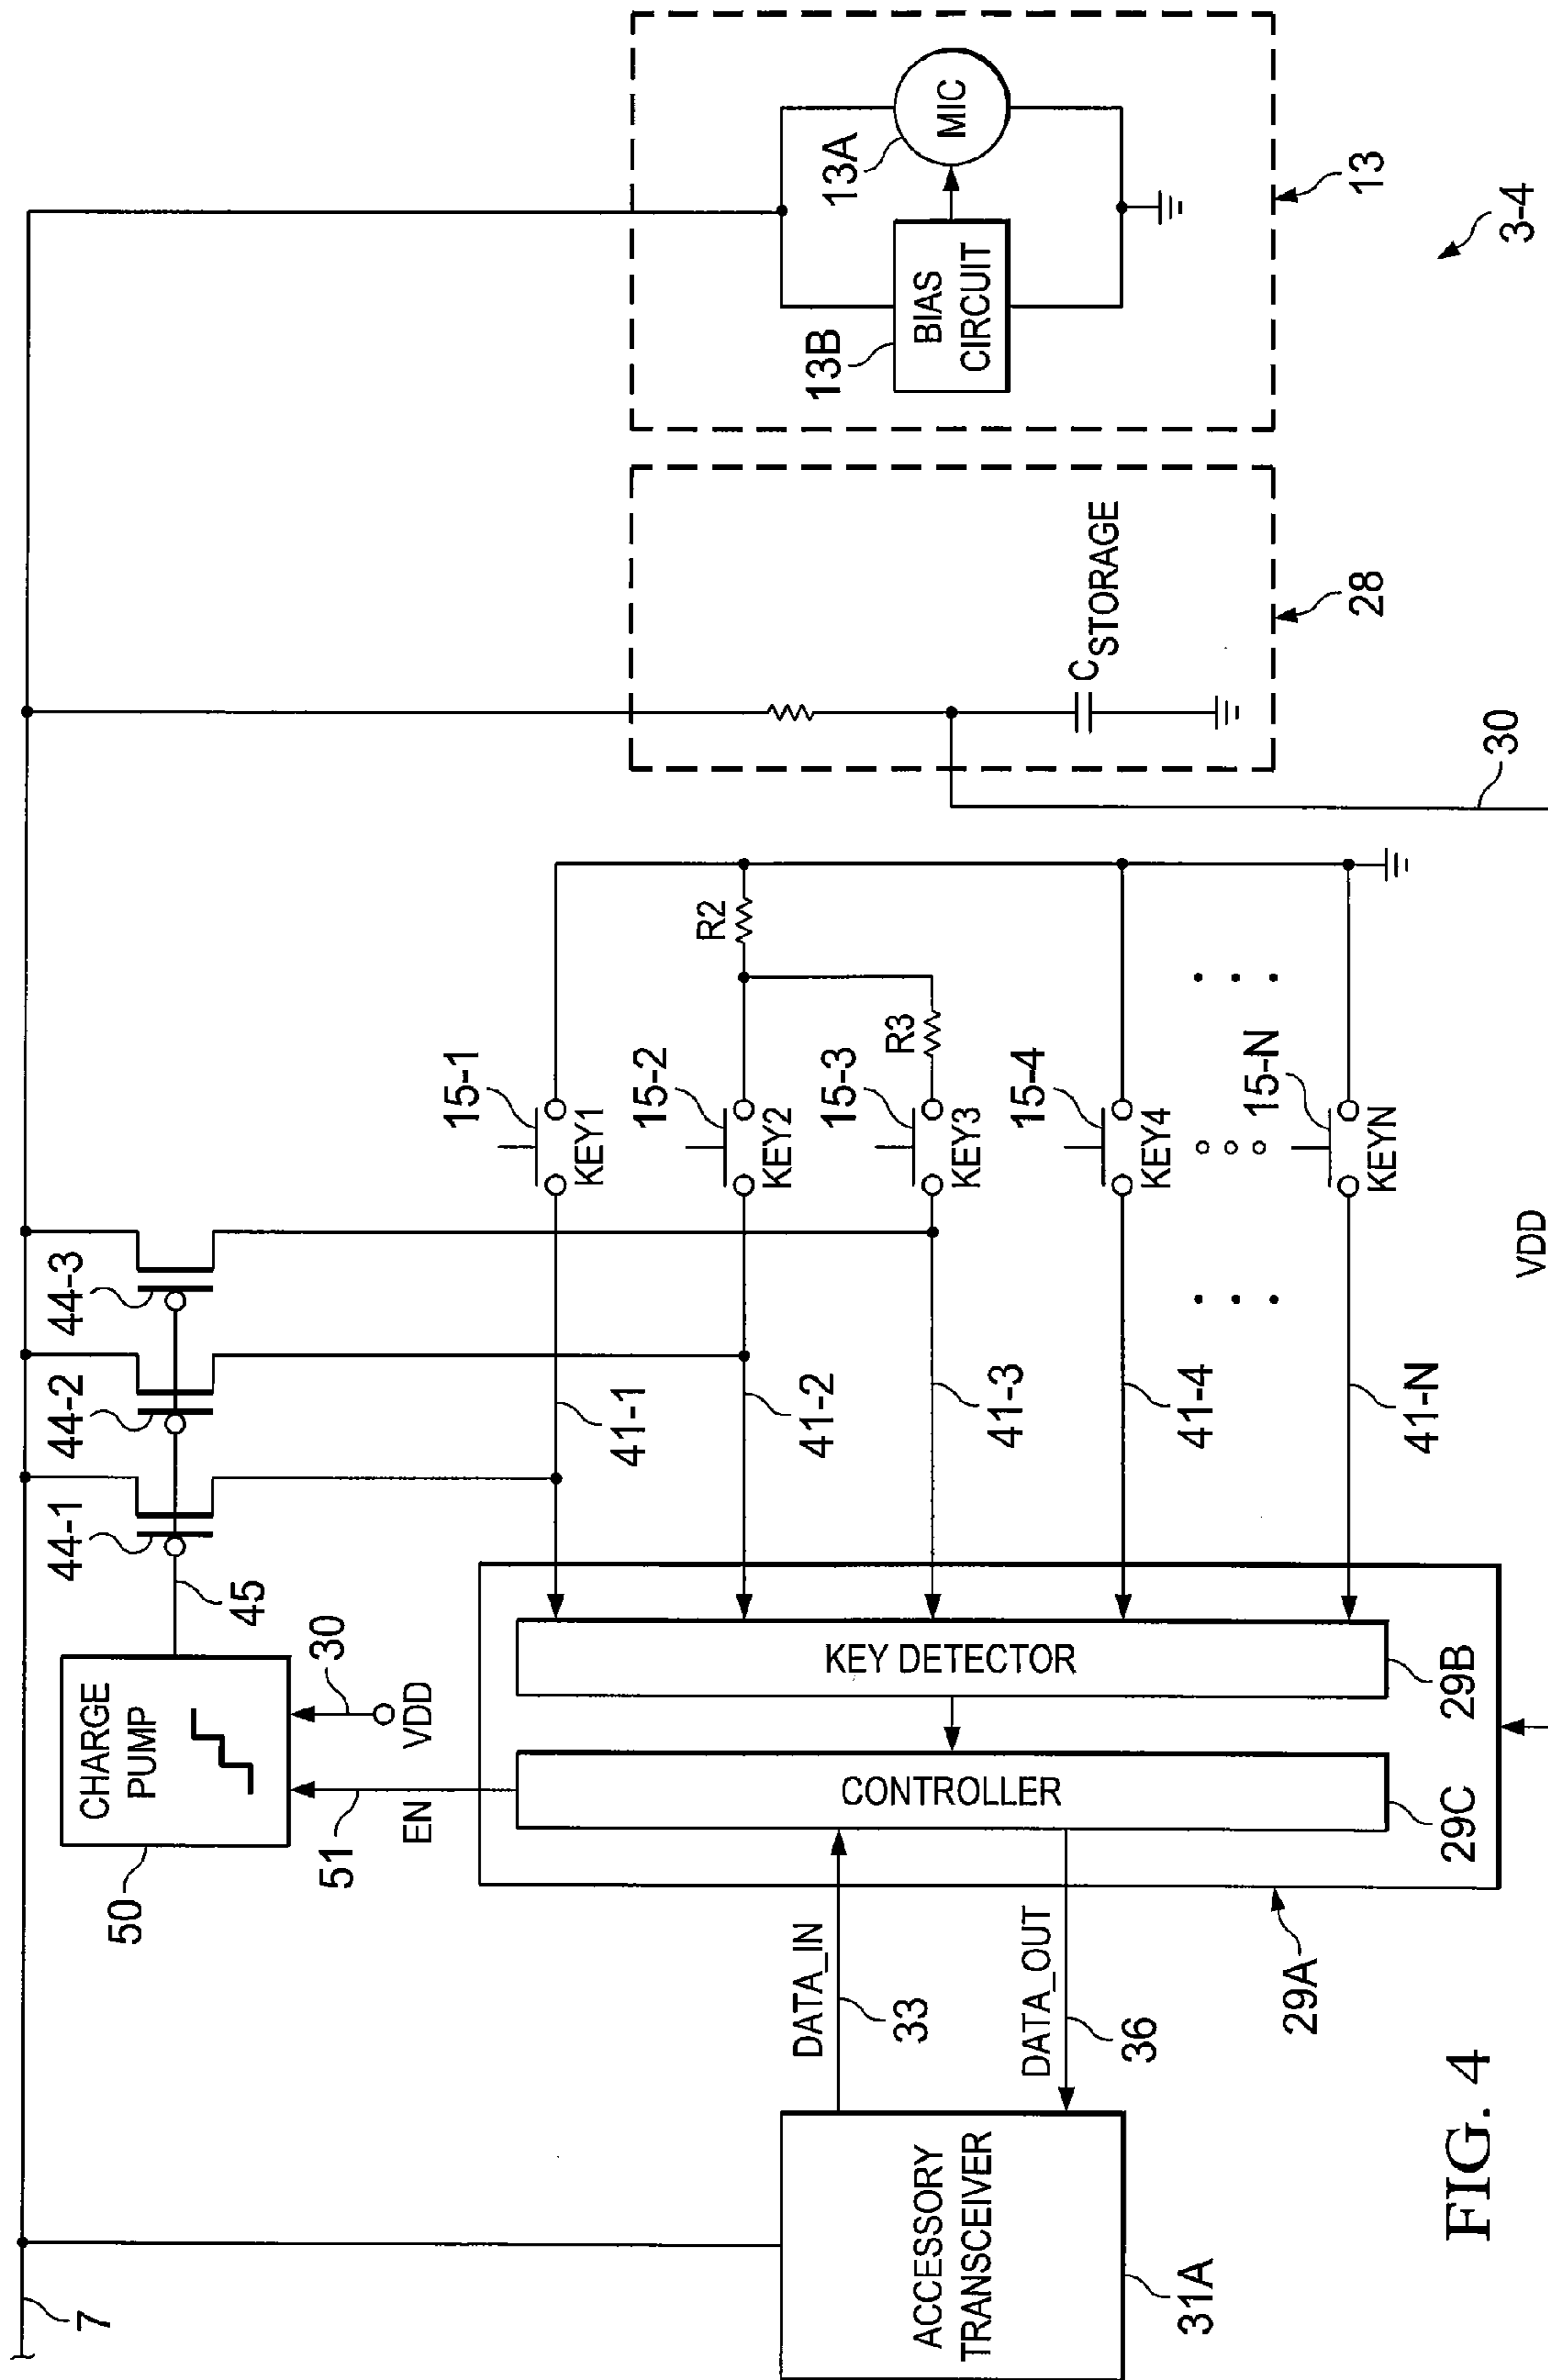 7
44-1
44-2
44-3
45
CHARGE
PUMP
50
30
VDD
51
EN
ACCESSORY
TRANSCEIVER
31A
DATA_IN
33
DATA_OUT
36
CONTROLLER
29C
KEY DETECTOR
29B
29A
41-1
41-2
41-3
41-4
41-N
15-1
KEY1
15-2
KEY2
15-3
KEY3
15-4
KEY4
15-N
KEYN
R2
R3
VDD
30
CSTORAGE
28
13B
BIAS
CIRCUIT
13A
MIC
13
3-4
FIG. 4